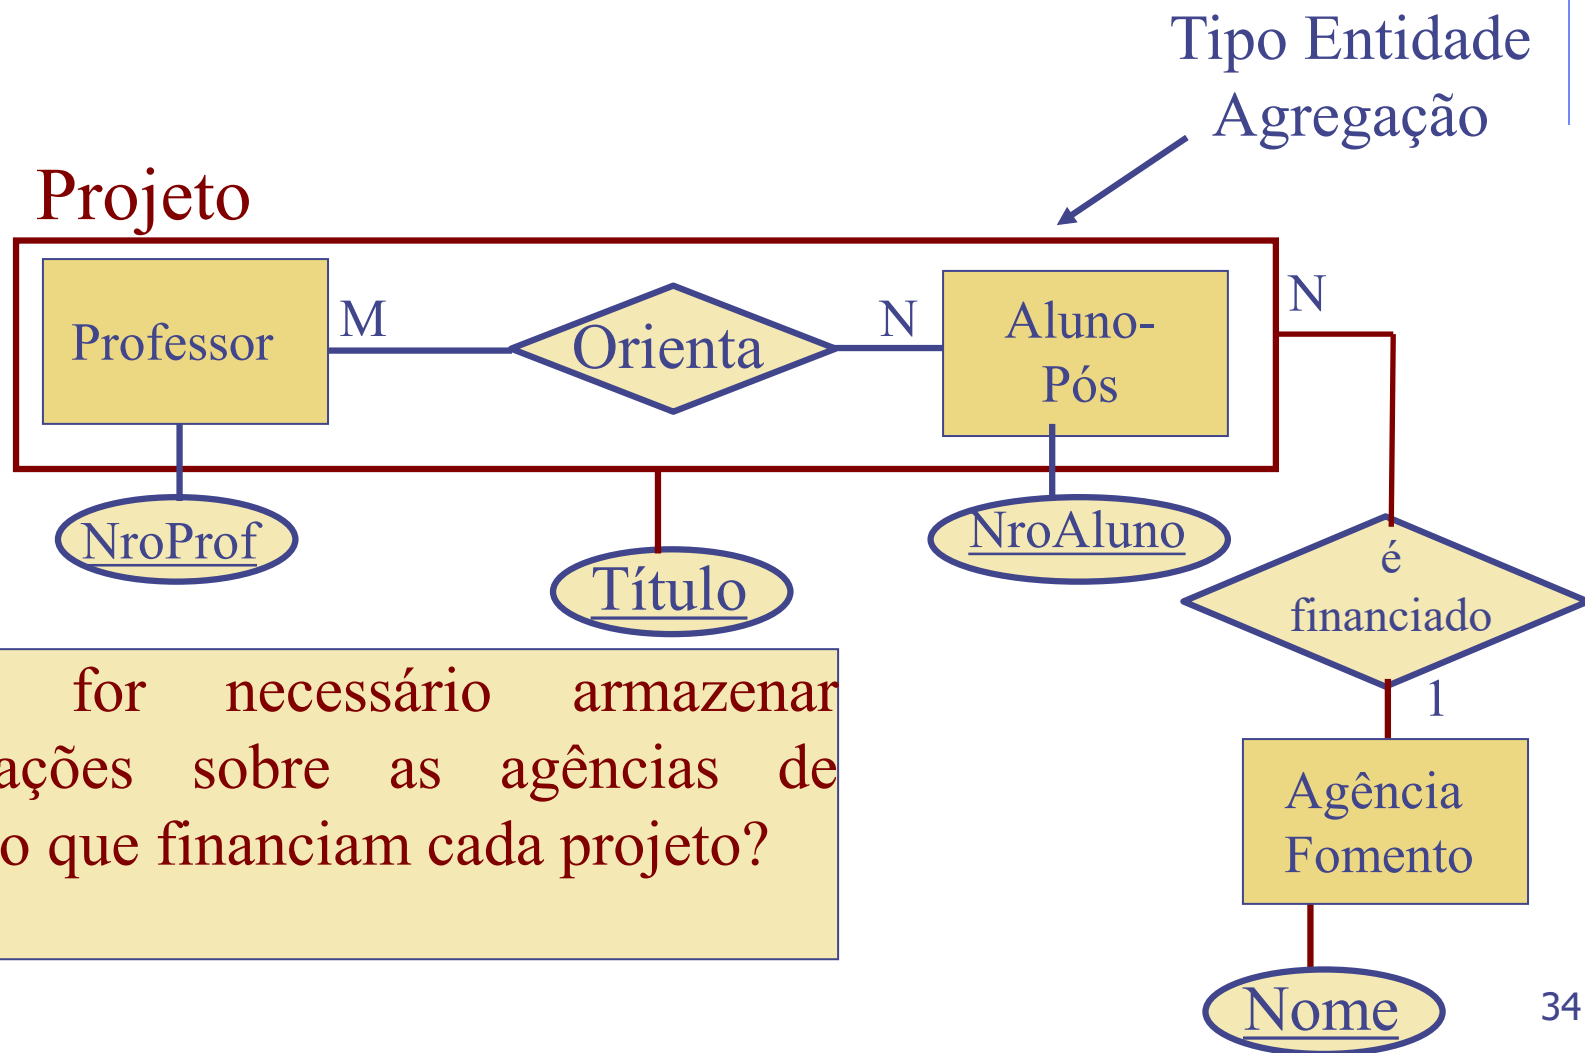 Tipo Entidade
Agregação
Projeto
Professor
M
Orienta
N
Aluno-
Pós
N
NroProf
Título
NroAluno
é
financiado
1
for necessário armazenar
sobre as agências de
que financiam cada projeto?
Agência
Fomento
Nome
34